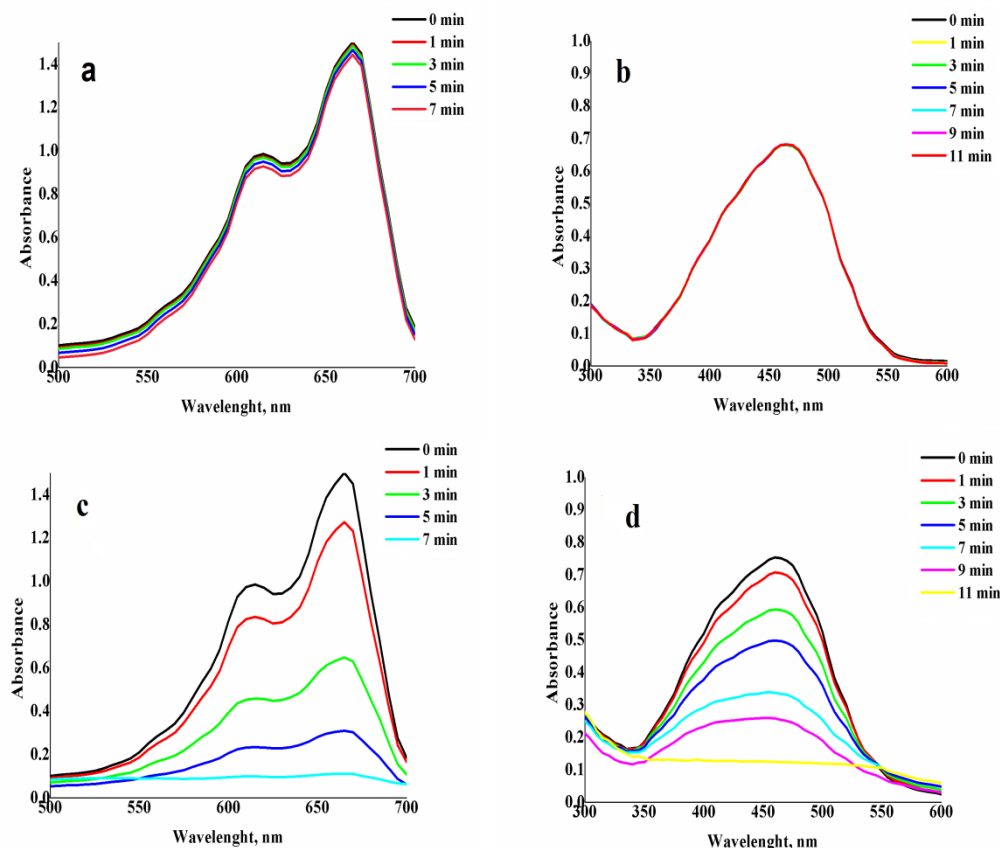 a
0 min
1 min
3 min
5 min
7 min
Absorbance
1.4
1.2
1.0
0.8
0.6
0.4
0.2
0.0
500 550 600 650 700
Wavelenght, nm
b
0 min
1 min
3 min
5 min
7 min
9 min
11 min
Absorbance
1.0
0.9
0.8
0.7
0.6
0.5
0.4
0.3
0.2
0.1
0.0
300 350 400 450 500 550 600
Wavelenght, nm
c
0 min
1 min
3 min
5 min
7 min
Absorbance
1.4
1.2
1.0
0.8
0.6
0.4
0.2
0.0
500 550 600 650 700
Wavelenght, nm
d
0 min
1 min
3 min
5 min
7 min
9 min
11 min
Absorbance
1.0
0.9
0.8
0.7
0.6
0.5
0.4
0.3
0.2
0.1
0.0
300 350 400 450 500 550 600
Wavelenght, nm